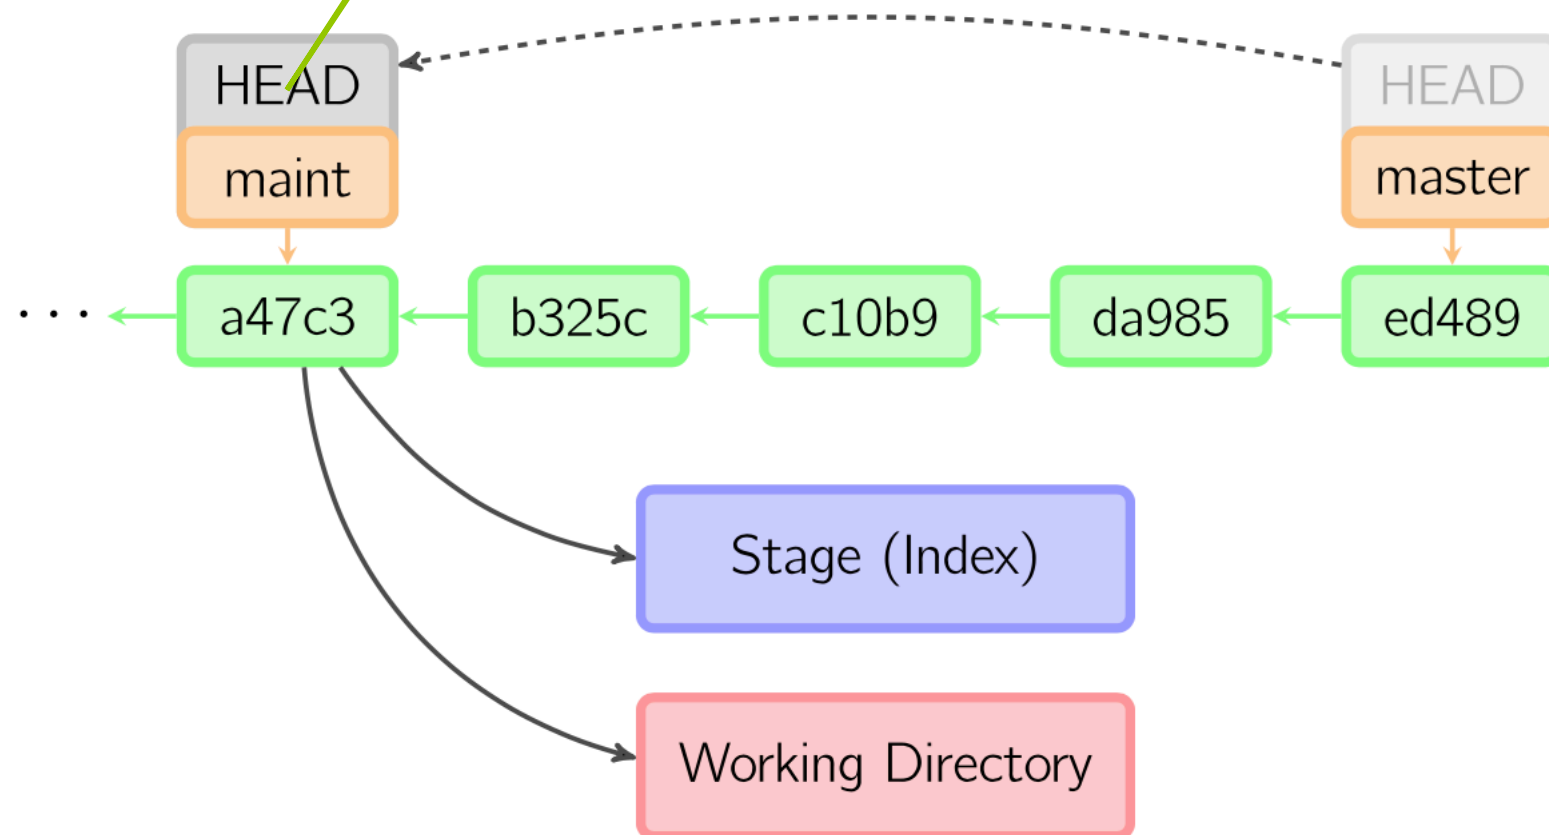 HEAD
HEAD
maint
master
. . .
a47c3
b325c
c10b9
da985
ed489
Stage (Index)
Working Directory